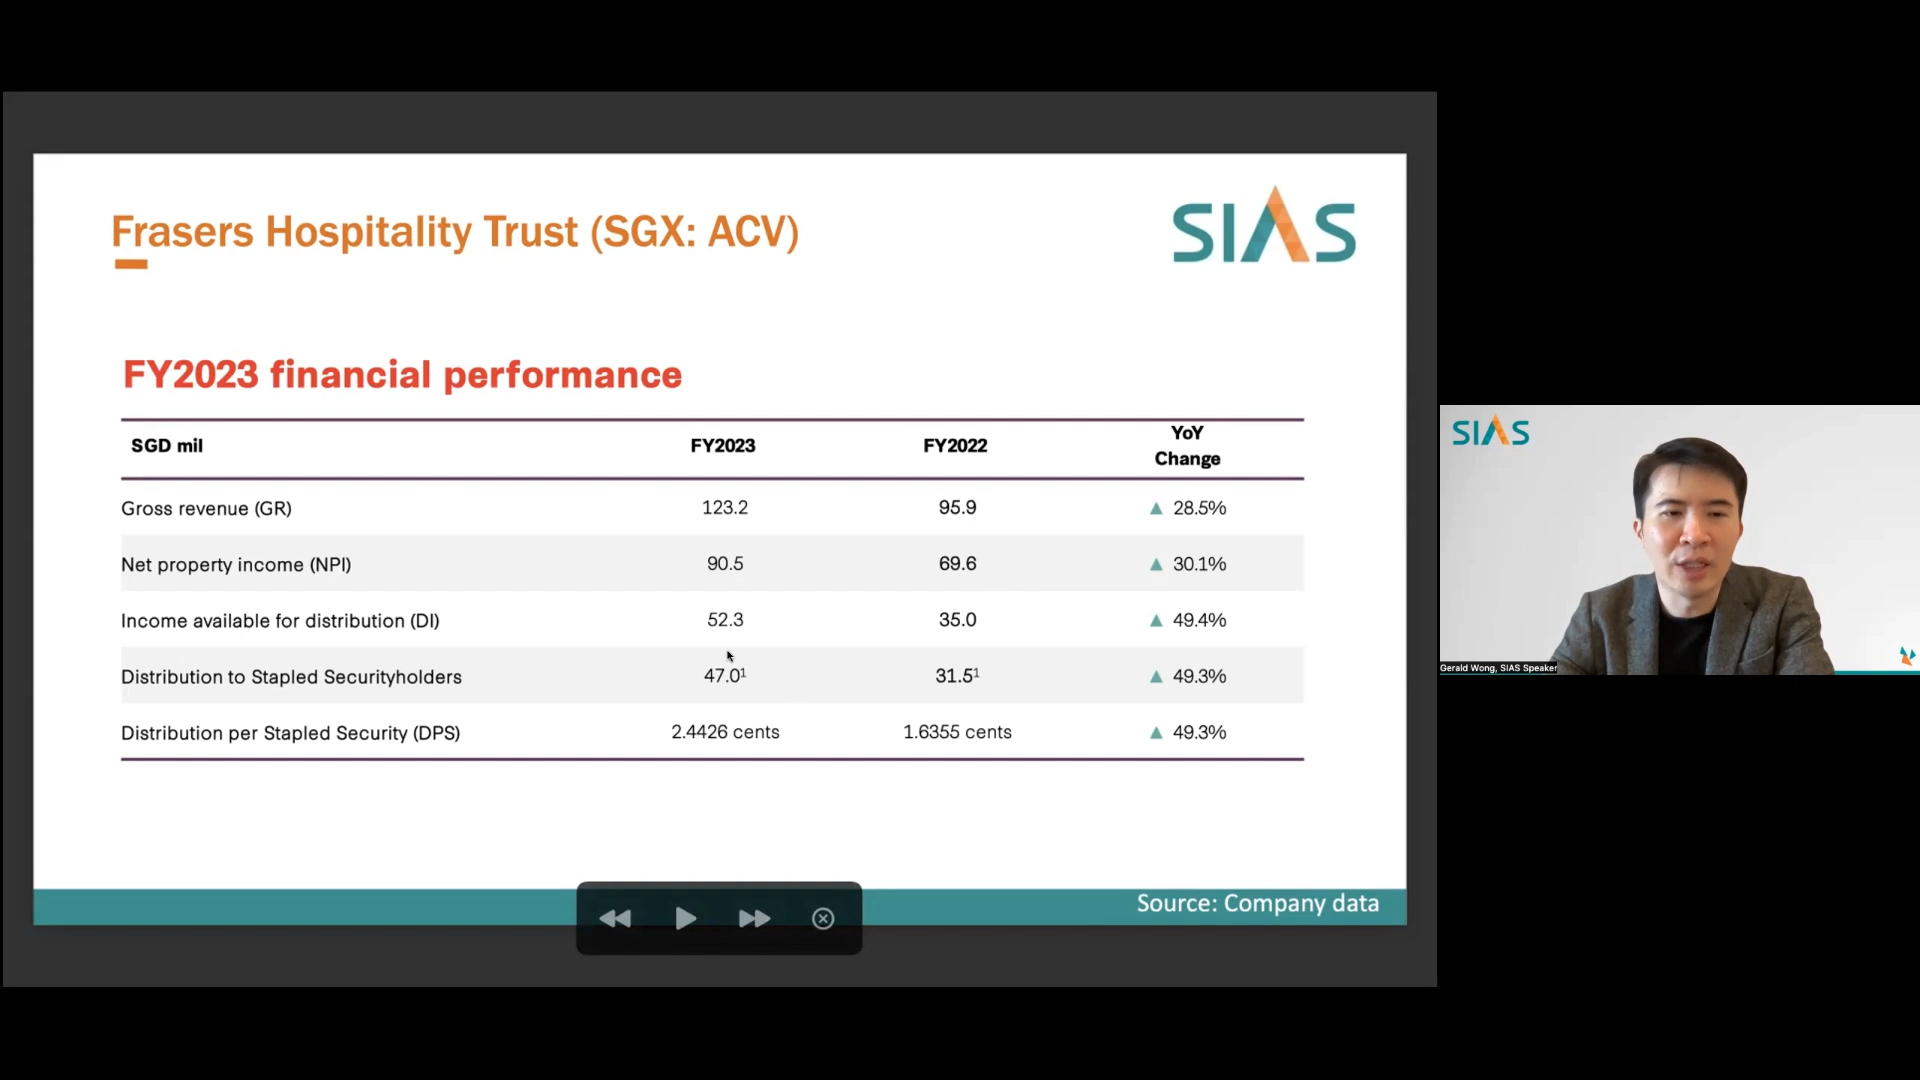 Frasers Hospitality Trust (SGX: ACV)
SIAS
FY2023 financial performance
SGD mil FY2023 FY2022 YoY Change
Gross revenue (GR) 123.2 95.9 ▲ 28.5%
Net property income (NPI) 90.5 69.6 ▲ 30.1%
Income available for distribution (DI) 52.3 35.0 ▲ 49.4%
Distribution to Stapled Securityholders 47.0¹ 31.5¹ ▲ 49.3%
Distribution per Stapled Security (DPS) 2.4426 cents 1.6355 cents ▲ 49.3%
Source: Company data
SIAS
Gerald Wong, SIAS Speaker